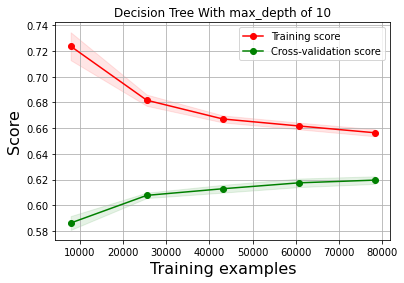 Decision Tree With max_depth of 10
Training score
Cross-validation score
Score
0.74
0.72
0.70
0.68
0.66
0.64
0.62
0.60
0.58
10000 20000 30000 40000 50000 60000 70000 80000
Training examples